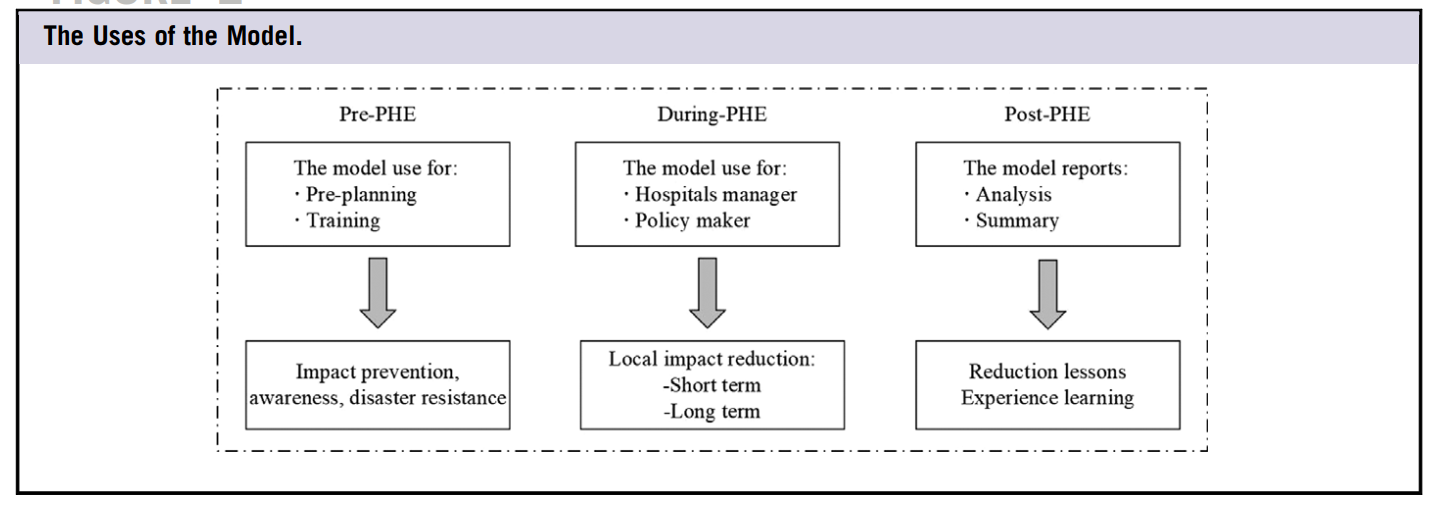 FIGURE 2
The Uses of the Model.
Pre-PHE
The model use for:
· Pre-planning
· Training
Impact prevention,
awareness, disaster resistance
During-PHE
The model use for:
· Hospitals manager
· Policy maker
Local impact reduction:
-Short term
-Long term
Post-PHE
The model reports:
· Analysis
· Summary
Reduction lessons
Experience learning